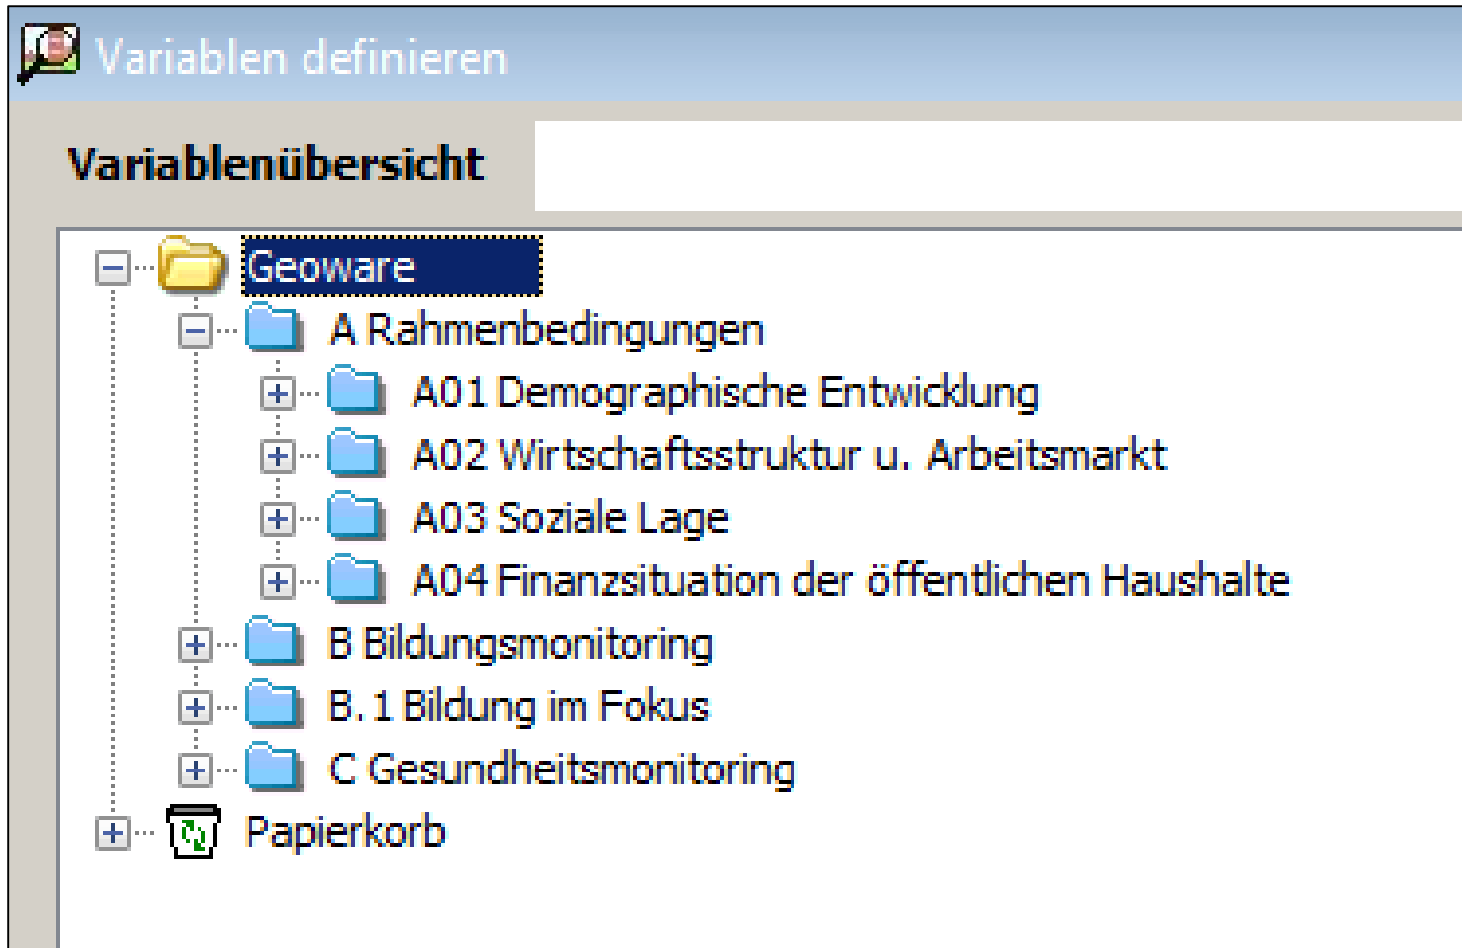 Variablen definieren
Variablenübersicht
Geoware
A Rahmenbedingungen
A01 Demographische Entwicklung
A02 Wirtschaftsstruktur u. Arbeitsmarkt
A03 Soziale Lage
A04 Finanzsituation der öffentlichen Haushalte
B Bildungsmonitoring
B.1 Bildung im Fokus
C Gesundheitsmonitoring
Papierkorb